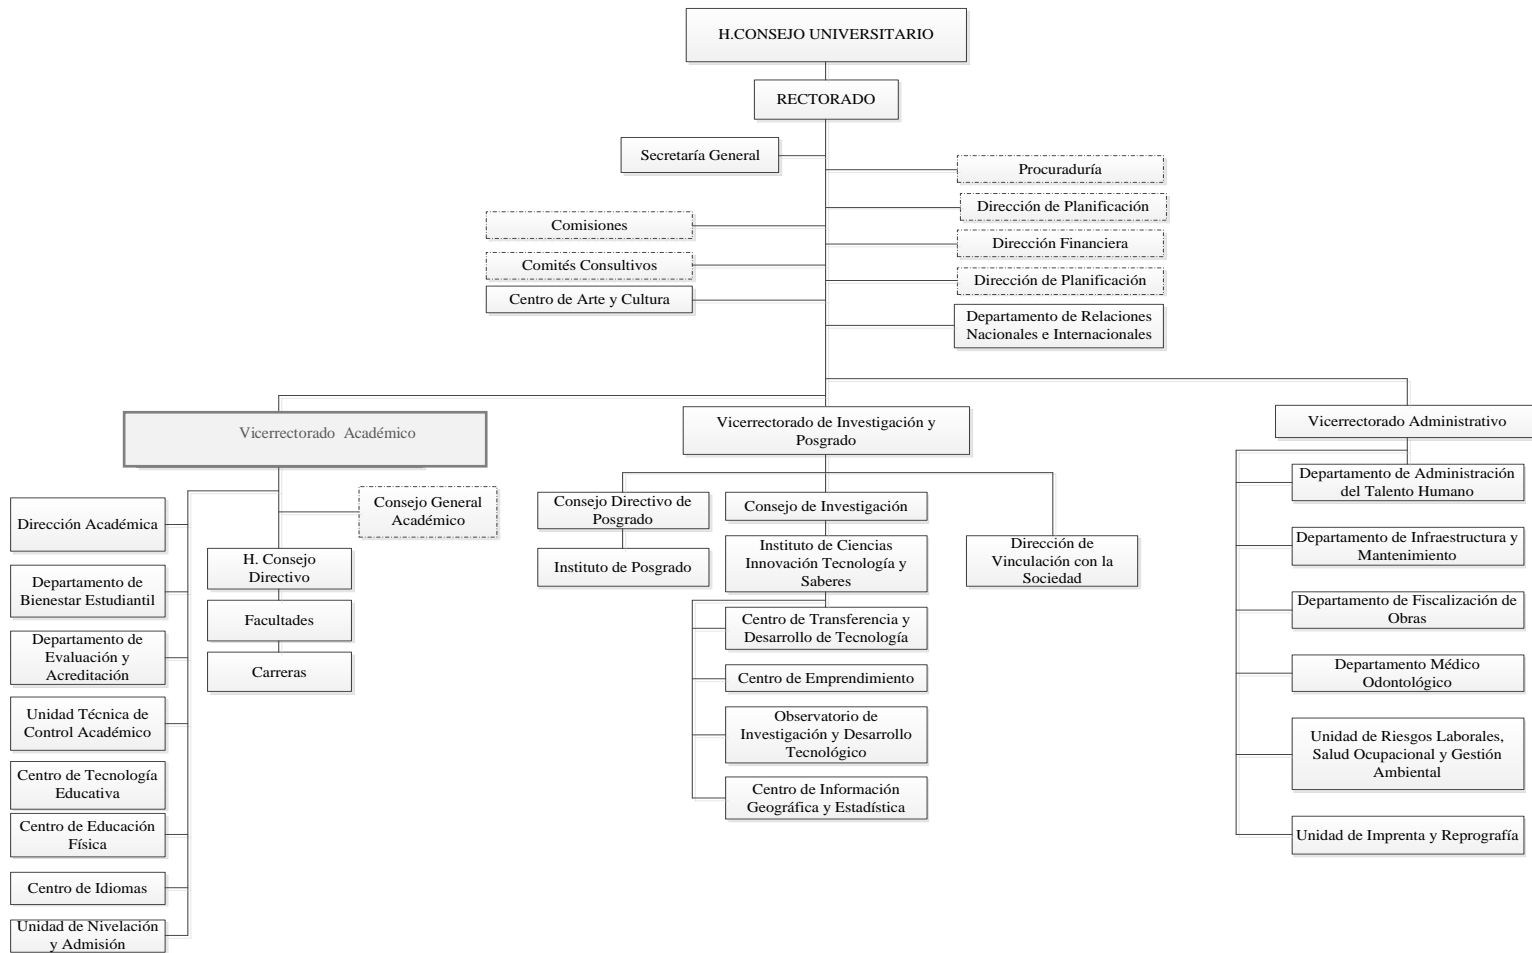 H.CONSEJO UNIVERSITARIO
RECTORADO
Secretaría General
Procuraduría
Dirección de Planificación
Comisiones
Dirección Financiera
Comités Consultivos
Dirección de Planificación
Centro de Arte y Cultura
Departamento de Relaciones
Nacionales e Internacionales
Vicerrectorado Académico
Consejo General
Académico
Dirección Académica
Departamento de
Bienestar Estudiantil
Departamento de
Evaluación y
Acreditación
Unidad Técnica de
Control Académico
Centro de Tecnología
Educativa
Centro de Educación
Física
Centro de Idiomas
Unidad de Nivelación
y Admisión
H. Consejo
Directivo
Facultades
Carreras
Vicerrectorado de Investigación y
Posgrado
Consejo Directivo de
Posgrado
Instituto de Posgrado
Consejo de Investigación
Instituto de Ciencias
Innovación Tecnología y
Saberes
Centro de Transferencia y
Desarrollo de Tecnología
Centro de Emprendimiento
Observatorio de
Investigación y Desarrollo
Tecnológico
Centro de Información
Geográfica y Estadística
Dirección de
Vinculación con la
Sociedad
Vicerrectorado Administrativo
Departamento de Administración
del Talento Humano
Departamento de Infraestructura y
Mantenimiento
Departamento de Fiscalización de
Obras
Departamento Médico
Odontológico
Unidad de Riesgos Laborales,
Salud Ocupacional y Gestión
Ambiental
Unidad de Imprenta y Reprografía